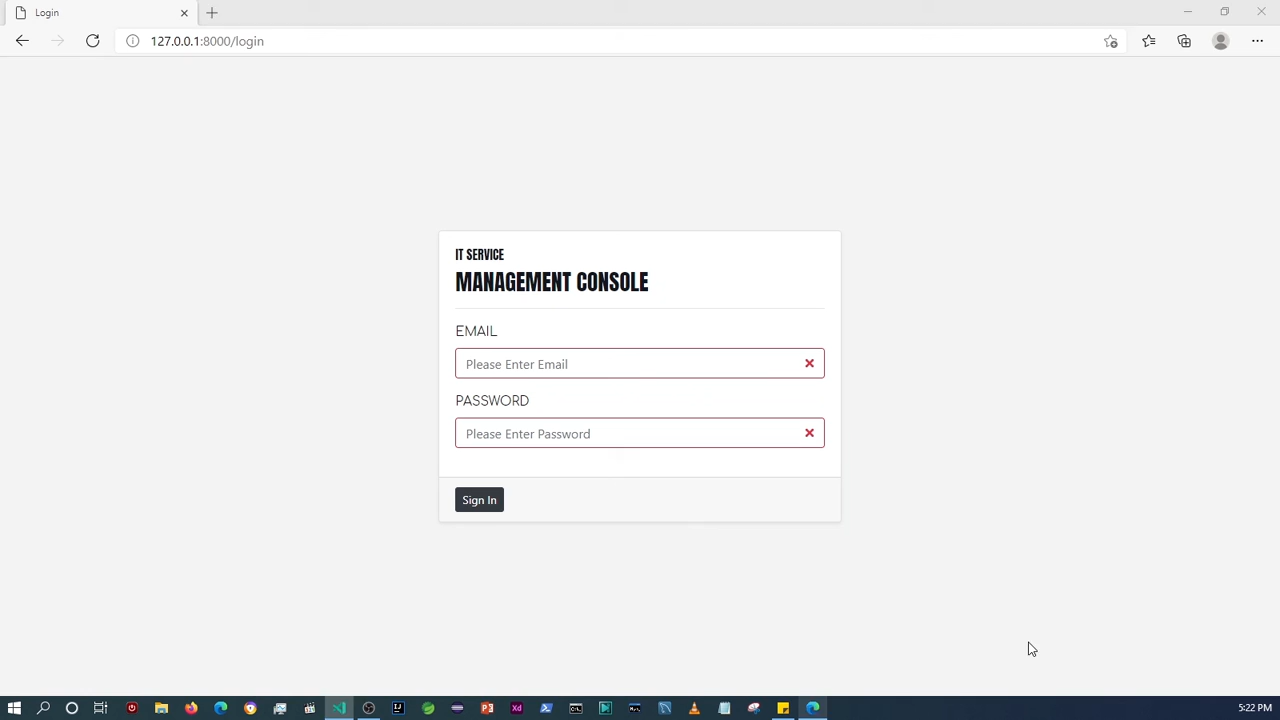 Login
127.0.0.1:8000/login
IT SERVICE
MANAGEMENT CONSOLE
EMAIL
Please Enter Email
PASSWORD
Please Enter Password
Sign In
Xd
5:22 PM